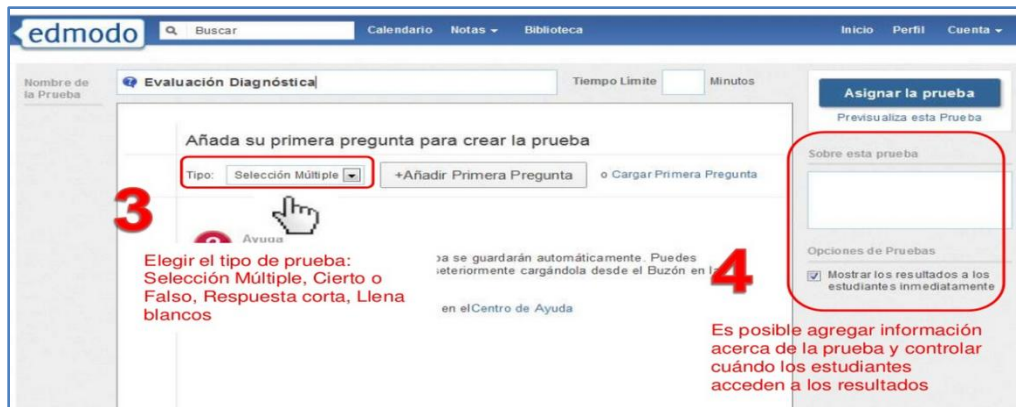 edmodo
Buscar
Calendario Notas Biblioteca
Inicio Perfil Cuenta
Nombre de
la Prueba
Evaluación Diagnóstica
Tiempo Limite Minutos
Asignar la prueba
Previsualiza esta Prueba
Añada su primera pregunta para crear la prueba
Tipo: Selección Múltiple +Añadir Primera Pregunta o Cargar Primera Pregunta
Sobre esta prueba
3
Ayuda
Elegir el tipo de prueba:
Selección Múltiple, Cierto o
Falso, Respuesta corta, Llena
blancos
se guardarán automáticamente. Puedes
cargándola desde el Buzón en
en el Centro de Ayuda
4
Opciones de Pruebas
Mostrar los resultados a los
estudiantes inmediatamente
Es posible agregar información
acerca de la prueba y controlar
cuándo los estudiantes
acceden a los resultados